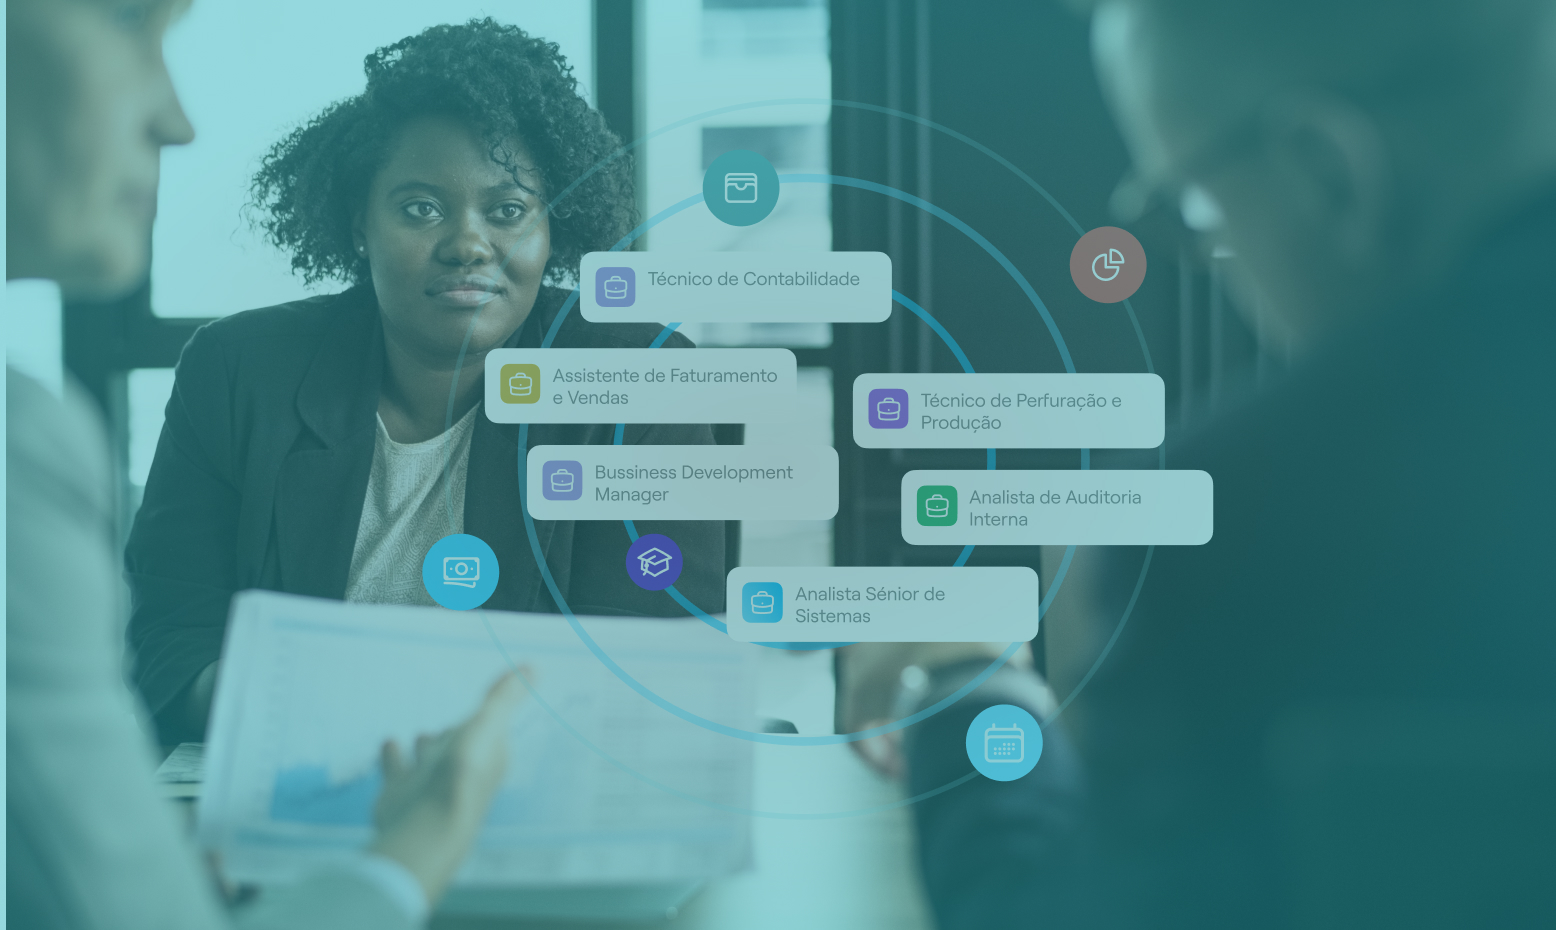 Técnico de Contabilidade
Assistente de Faturamento
e Vendas
Técnico de Perfuração e
Produção
Bussiness Development
Manager
Analista de Auditoria
Interna
Analista Sénior de
Sistemas